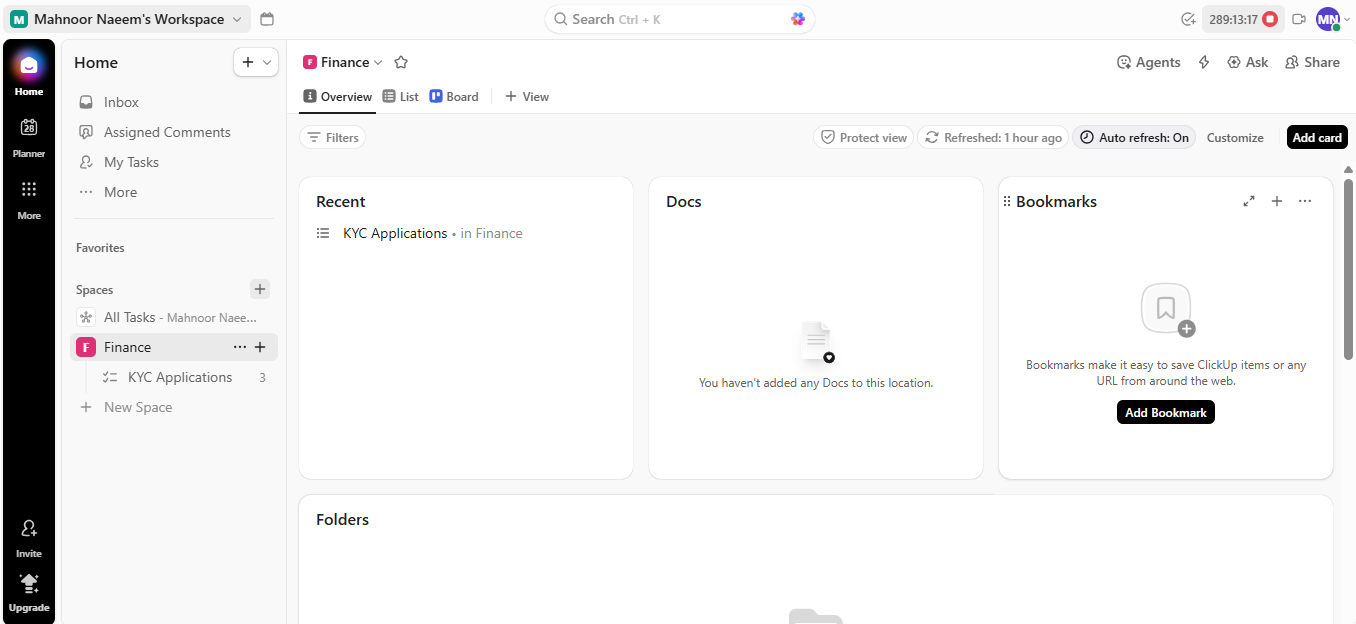 M Mahnoor Naeem's Workspace
Search Ctrl + K
289:13:17
MN
Home
28
Planner
More
Invite
Upgrade
Home
Inbox
Assigned Comments
My Tasks
More
Favorites
Spaces
All Tasks - Mahnoor Naee...
F Finance
KYC Applications 3
New Space
F Finance
Agents
Ask
Share
Overview
List
Board
View
Filters
Protect view
Refreshed: 1 hour ago
Auto refresh: On
Customize
Add card
Recent
KYC Applications • in Finance
Docs
You haven't added any Docs to this location.
Bookmarks
Bookmarks make it easy to save ClickUp items or any
URL from around the web.
Add Bookmark
Folders